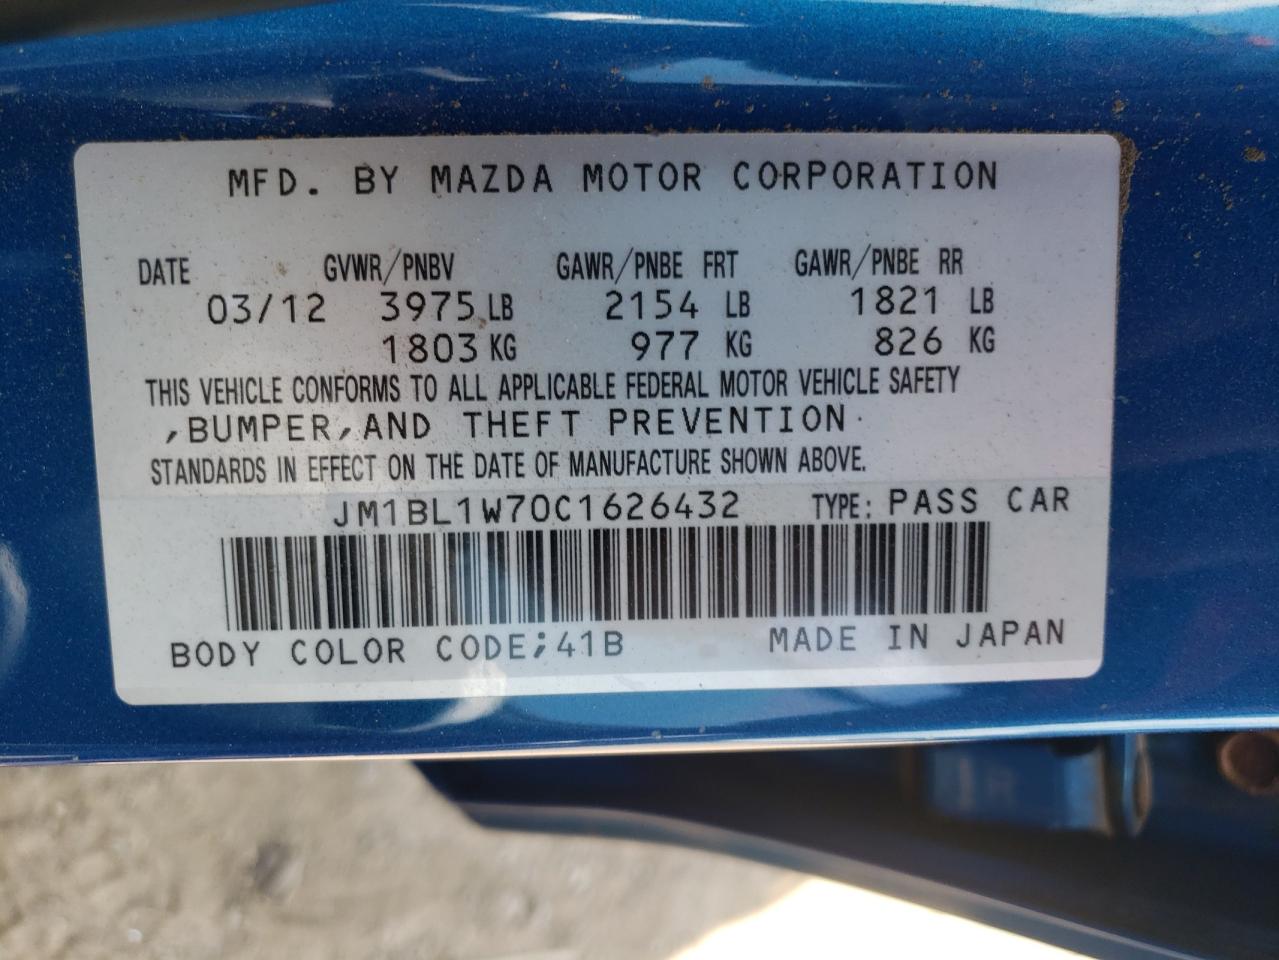 MFD. BY MAZDA MOTOR CORPORATION
DATE GVWR/PNBV GAWR/PNBE FRT GAWR/PNBE RR
03/12 3975 LB 2154 LB 1821 LB
1803 KG 977 KG 826 KG
THIS VEHICLE CONFORMS TO ALL APPLICABLE FEDERAL MOTOR VEHICLE SAFETY
,BUMPER,AND THEFT PREVENTION
STANDARDS IN EFFECT ON THE DATE OF MANUFACTURE SHOWN ABOVE.
JM1BL1W70C1626432 TYPE: PASS CAR
BODY COLOR CODE;41B MADE IN JAPAN